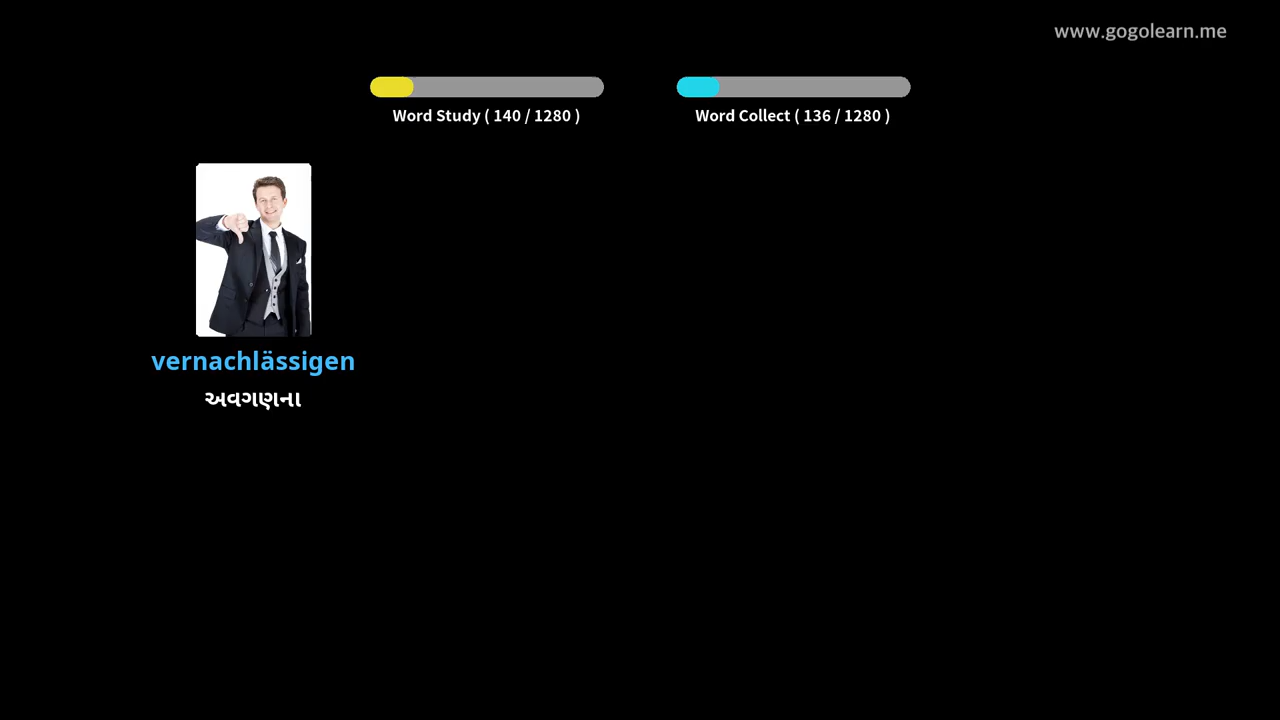 www.gogolearn.me
Word Study ( 140 / 1280 )
Word Collect ( 136 / 1280 )
vernachlässigen
અવગણના